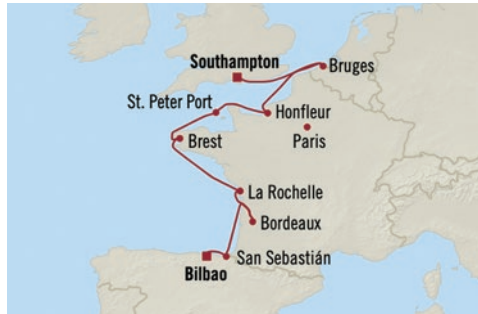 Southampton
Bruges
St. Peter Port
Honfleur
Paris
Brest
La Rochelle
Bordeaux
San Sebastián
Bilbao